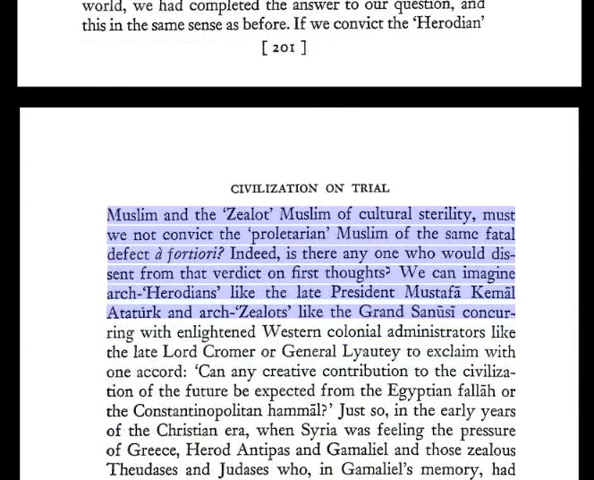 world, we had completed the answer to our question, and
this in the same sense as before. If we convict the ‘Herodian’
[ 201 ]
CIVILIZATION ON TRIAL
Muslim and the ‘Zealot’ Muslim of cultural sterility, must
we not convict the ‘proletarian’ Muslim of the same fatal
defect à fortiori? Indeed, is there any one who would dis-
sent from that verdict on first thoughts? We can imagine
arch-‘Herodians’ like the late President Mustafā Kemāl
Atatürk and arch-‘Zealots’ like the Grand Sanūsī concur-
ring with enlightened Western colonial administrators like
the late Lord Cromer or General Lyautey to exclaim with
one accord: ‘Can any creative contribution to the civiliza-
tion of the future be expected from the Egyptian fallāh or
the Constantinopolitan hammāl?’ Just so, in the early years
of the Christian era, when Syria was feeling the pressure
of Greece, Herod Antipas and Gamaliel and those zealous
Theudases and Judases who, in Gamaliel’s memory, had